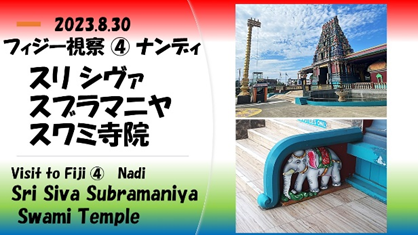 2023.8.30
フィジー視察 ④ ナンディ
スリ シヴァ
スブラマニヤ
スワミ寺院
Visit to Fiji ④ Nadi
Sri Siva Subramaniya
Swami Temple